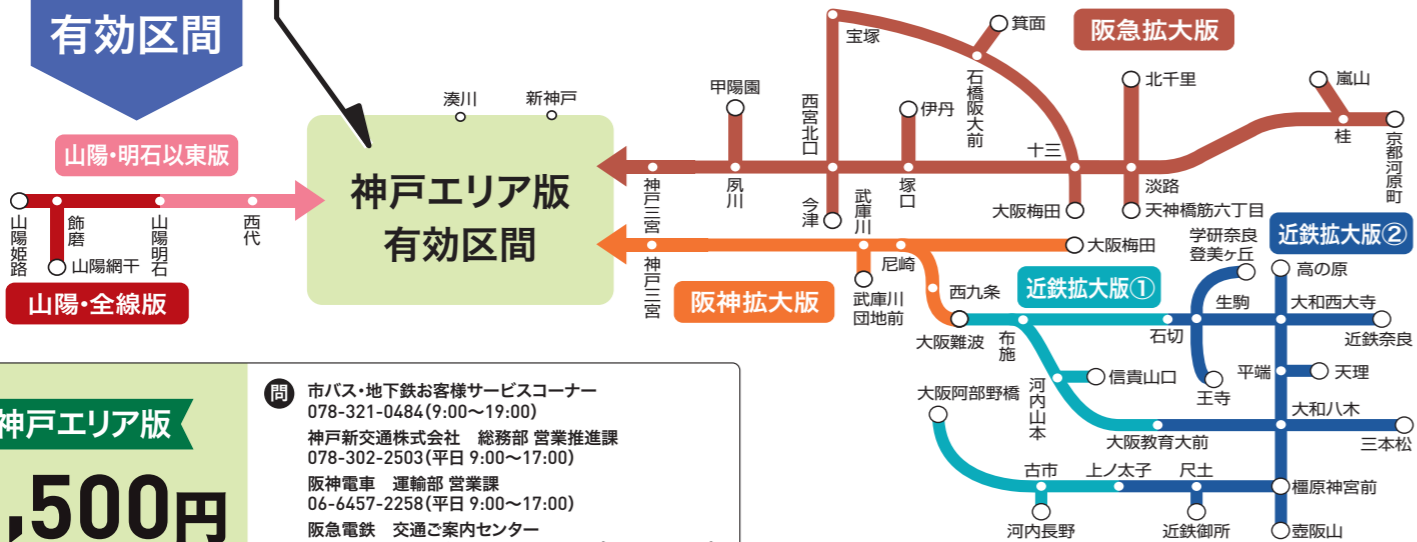 有効区間
山陽・明石以東版
山陽姫路
飾磨
山陽明石
西代
山陽網干
山陽・全線版
湊川
新神戸
神戸エリア版
有効区間
阪急拡大版
宝塚
箕面
石橋阪大前
甲陽園
西宮北口
伊丹
十三
北千里
嵐山
桂
京都河原町
神戸三宮
夙川
今津
塚口
大阪梅田
淡路
天神橋筋六丁目
武庫川
神戸三宮
尼崎
大阪梅田
阪神拡大版
武庫川
団地前
西九条
大阪難波
近鉄拡大版①
近鉄拡大版②
学研奈良
登美ヶ丘
高の原
生駒
大和西大寺
布施
石切
近鉄奈良
河内山本
信貴山口
王寺
平端
天理
大阪阿部野橋
大阪教育大前
大和八木
三本松
古市
上ノ太子
尺土
橿原神宮前
河内長野
近鉄御所
壺阪山
神戸エリア版
,500円
問
市バス・地下鉄お客様サービスコーナー
078-321-0484(9:00〜19:00)
神戸新交通株式会社　総務部 営業推進課
078-302-2503(平日 9:00〜17:00)
阪神電車　運輸部 営業課
06-6457-2258(平日 9:00〜17:00)
阪急電鉄　交通ご案内センター